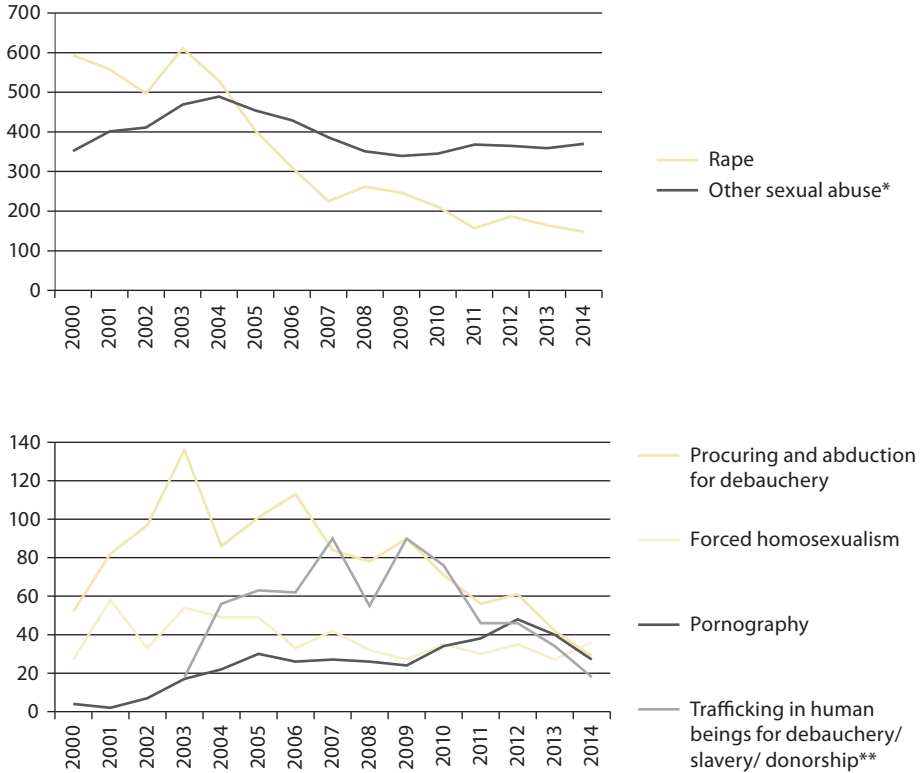 700
600
500
400
300
200
100
0
2000 2001 2002 2003 2004 2005 2006 2007 2008 2009 2010 2011 2012 2013 2014
Rape
Other sexual abuse*
140
120
100
80
60
40
20
0
2000 2001 2002 2003 2004 2005 2006 2007 2008 2009 2010 2011 2012 2013 2014
Procuring and abduction
for debauchery
Forced homosexualism
Pornography
Trafficking in human
beings for debauchery/
slavery/ donorship**